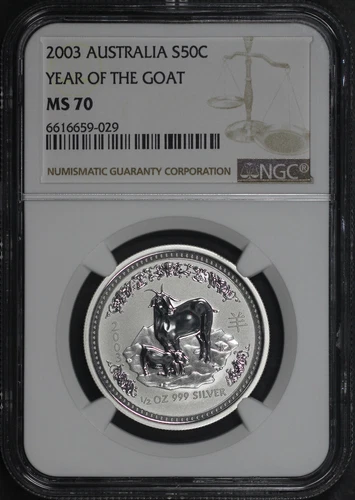 2003 AUSTRALIA S50C
YEAR OF THE GOAT
MS 70
6616659-029
NUMISMATIC GUARANTY CORPORATION
NGC
羊
2003
1/2 OZ 999 SILVER